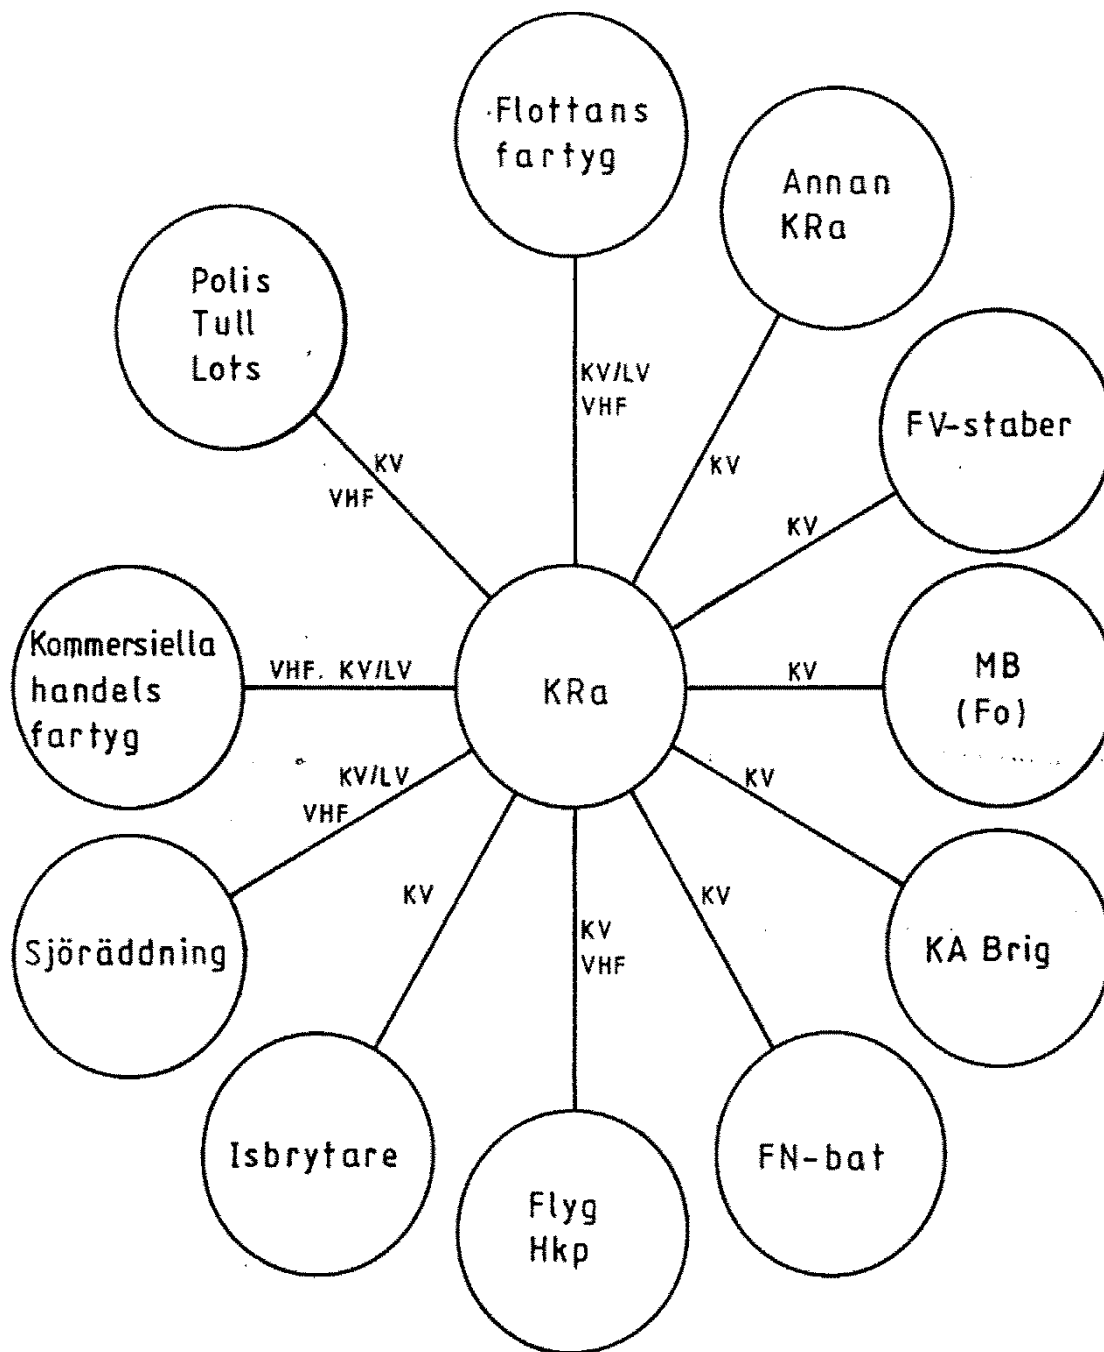 Flottans
fartyg
Annan
KRa
Polis
Tull
Lots
KV/LV
VHF
FV-staber
KV
VHF
KV
KV
Kommersiella
handels
fartyg
VHF. KV/LV
KRa
KV
MB
(Fo)
KV/LV
VHF
KV
Sjöräddning
KV
KV
VHF
KV
KA Brig
Isbrytare
Flyg
Hkp
FN-bat